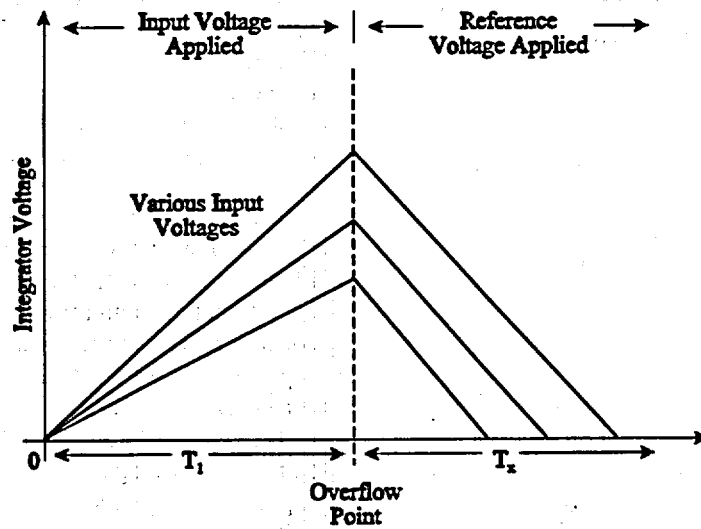 Input Voltage
Applied
Reference
Voltage Applied
Integrator Voltage
Various Input
Voltages
0
T1
Tx
Overflow
Point